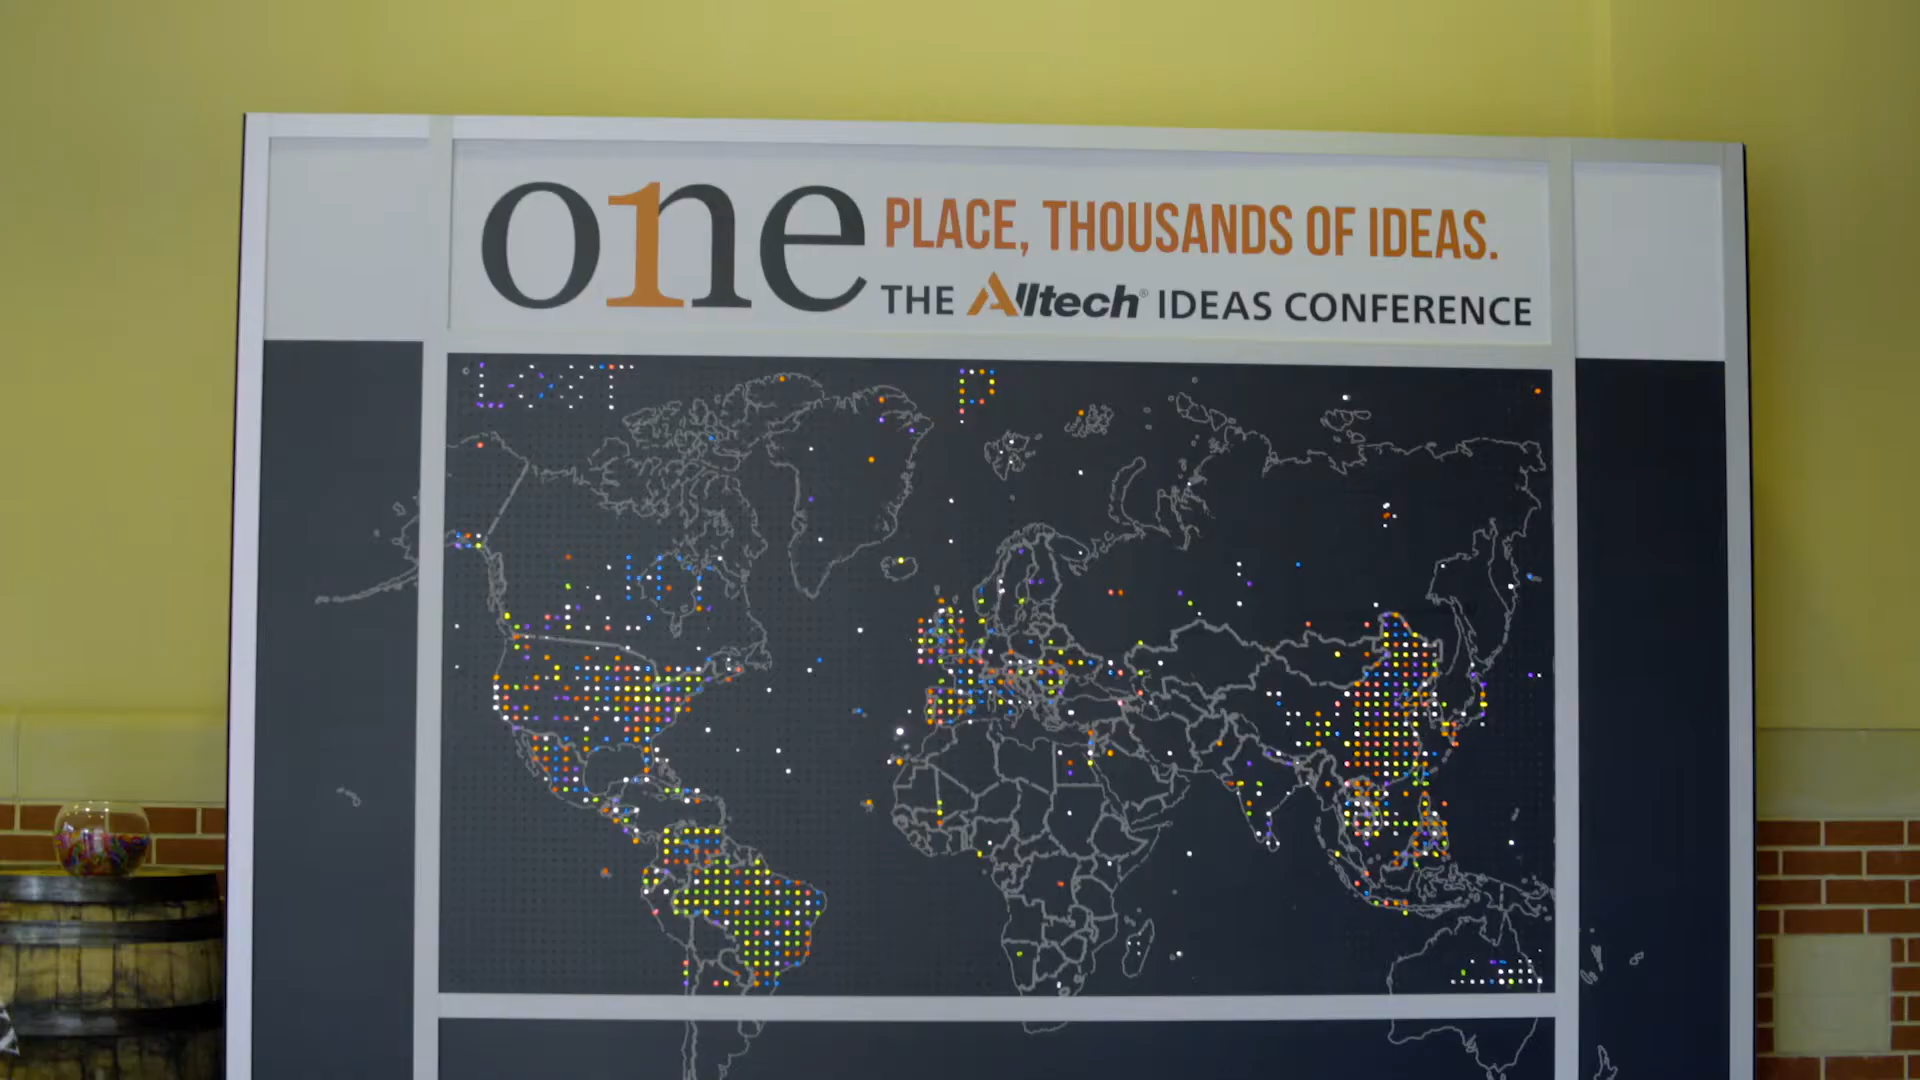 one PLACE, THOUSANDS OF IDEAS.
THE Alltech® IDEAS CONFERENCE
P